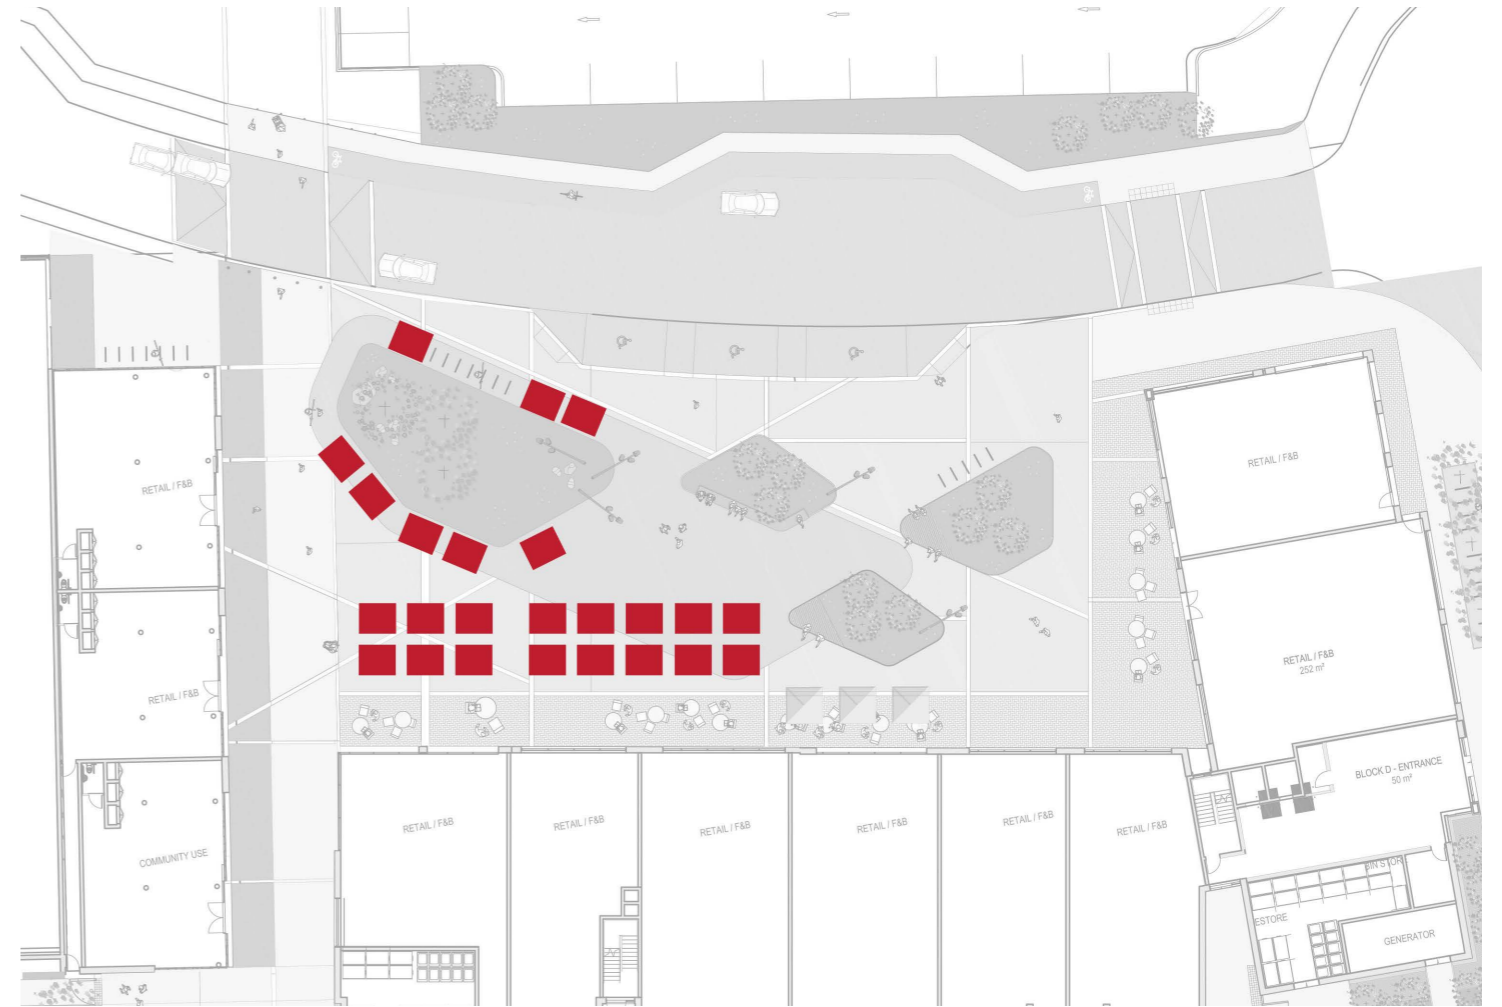 RETAIL / F&B
RETAIL / F&B
RETAIL / F&B
252 m²
RETAIL / F&B
BLOCK D - ENTRANCE
50 m²
RETAIL / F&B
RETAIL / F&B
RETAIL / F&B
RETAIL / F&B
RETAIL / F&B
RETAIL / F&B
COMMUNITY USE
BIN STOR
ESTORE
GENERATOR